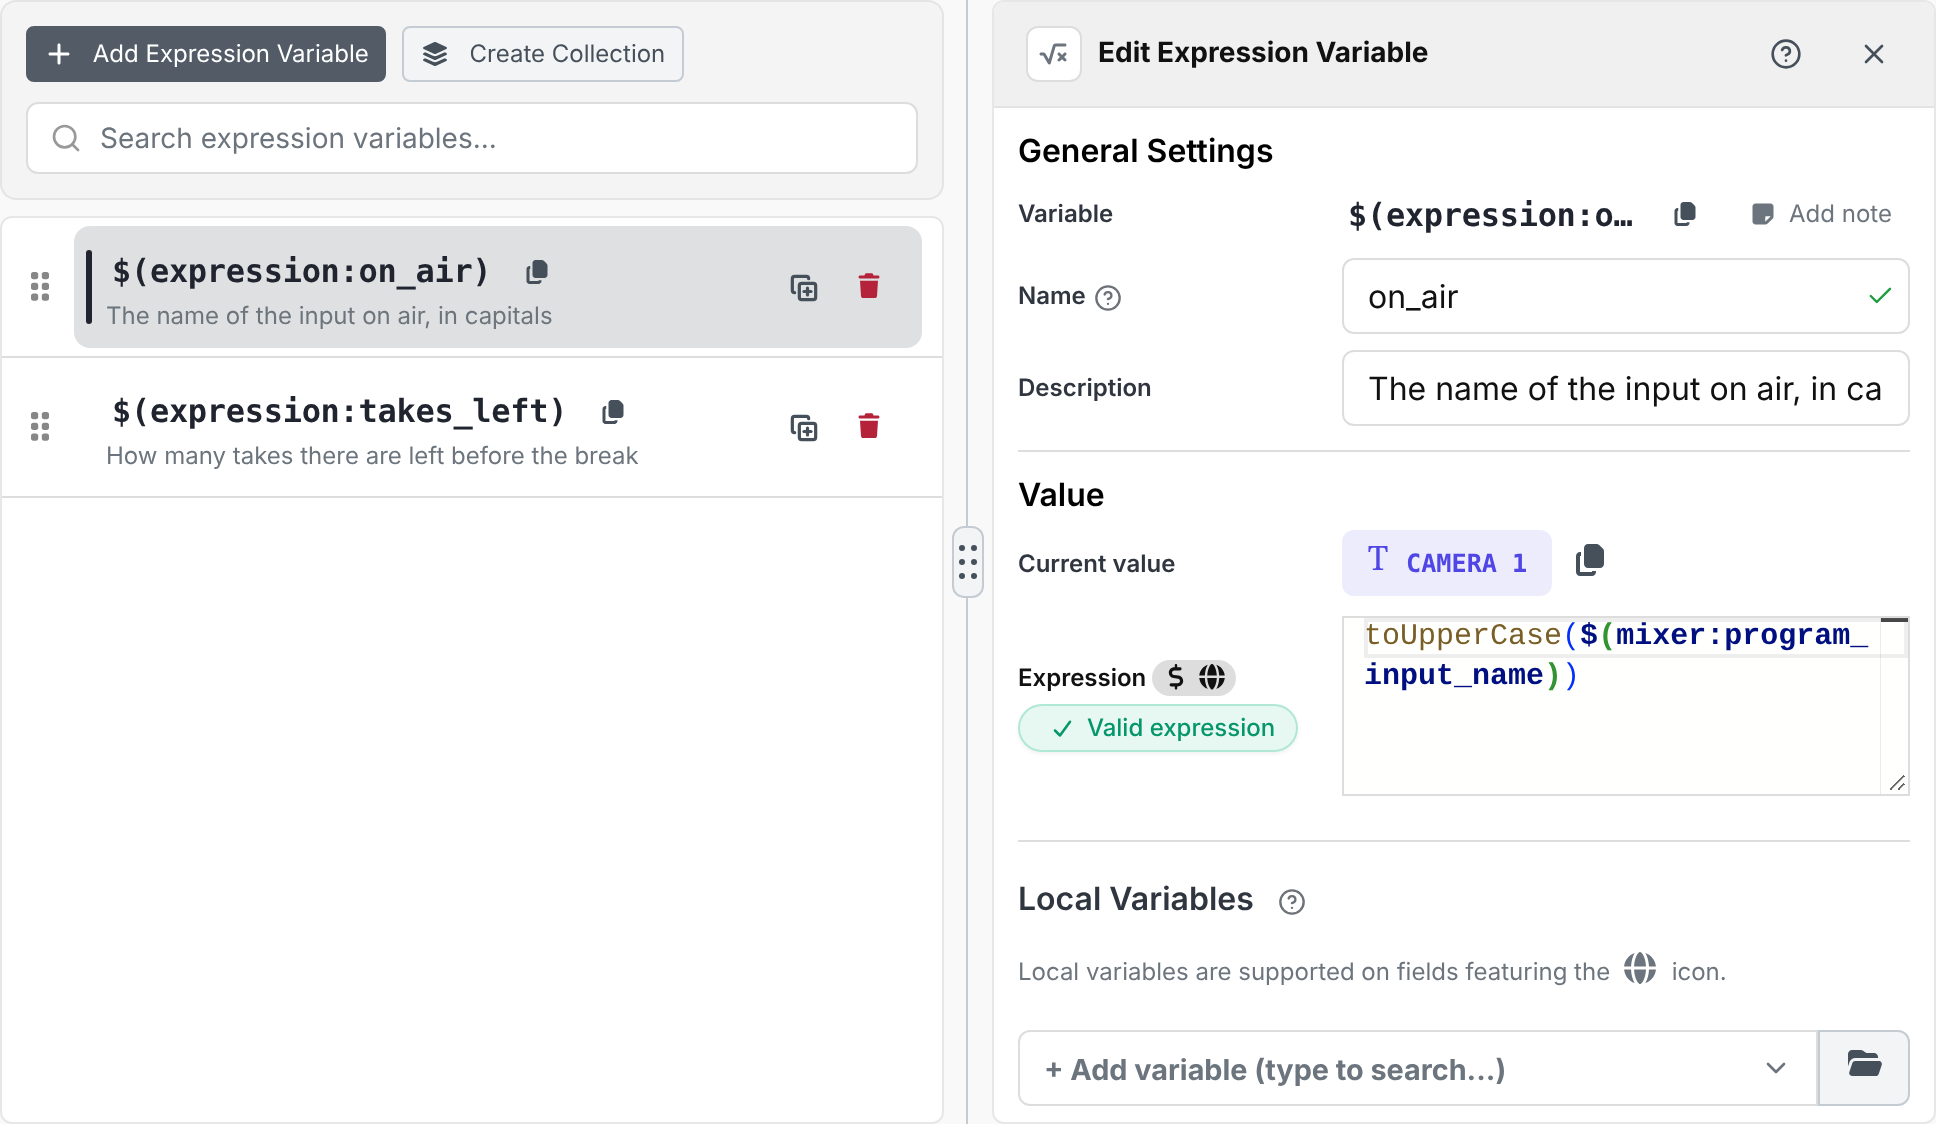 Add Expression Variable
Create Collection
Search expression variables...
$(expression:on_air)
The name of the input on air, in capitals
$(expression:takes_left)
How many takes there are left before the break
Edit Expression Variable
General Settings
Variable
$(expression:o…
Add note
Name
on_air
Description
The name of the input on air, in ca
Value
Current value
T CAMERA 1
Expression $
Valid expression
toUpperCase($(mixer:program_
input_name))
Local Variables
Local variables are supported on fields featuring the icon.
+ Add variable (type to search...)